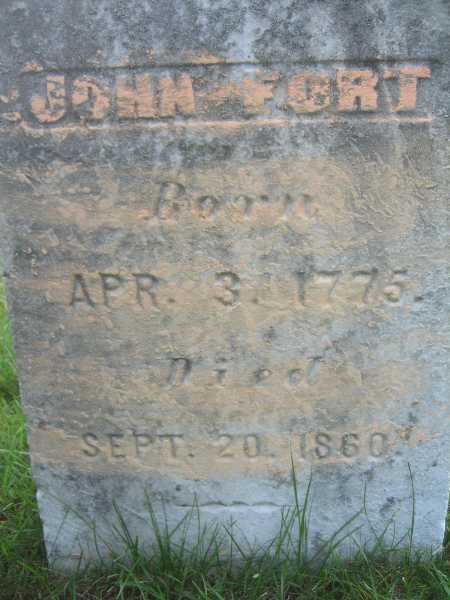 JOHN FORT
Born
APR. 3. 1775.
Died
SEPT. 20. 1860.